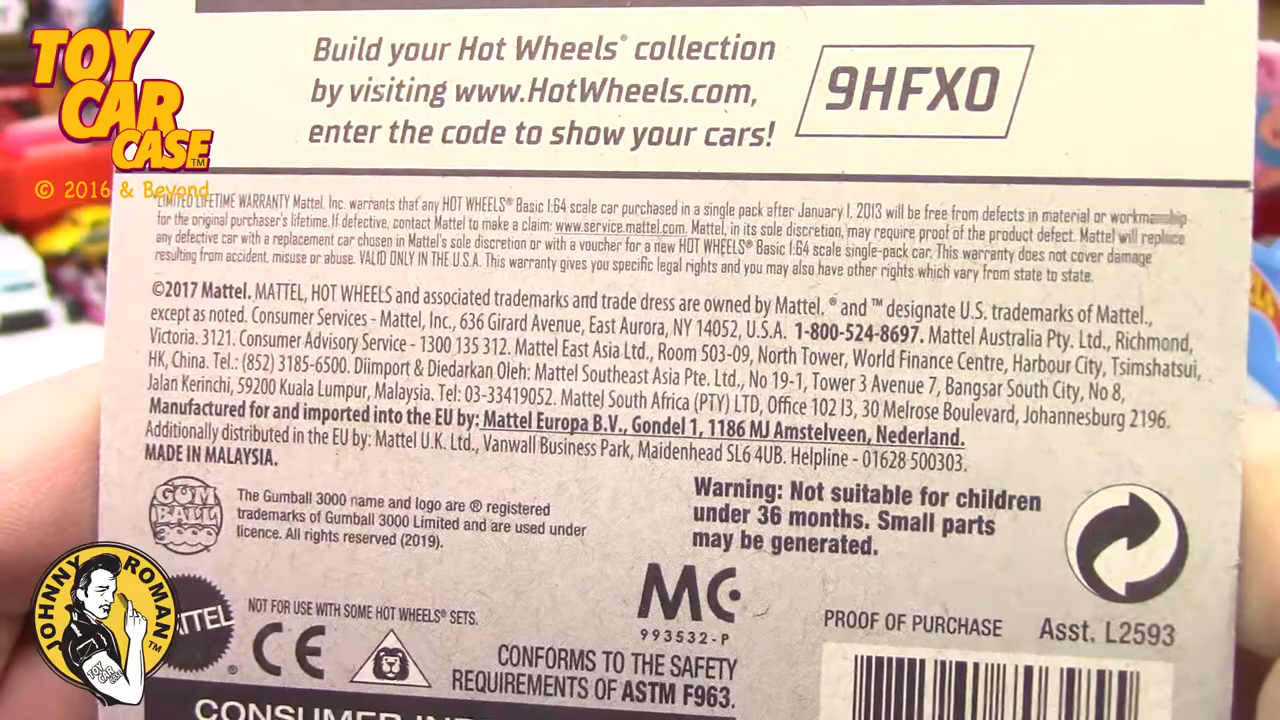 TOY
CAR
CASE™
© 2016 & Beyond
Build your Hot Wheels® collection
by visiting www.HotWheels.com,
enter the code to show your cars!
9HFX0
*LIMITED LIFETIME WARRANTY Mattel, Inc. warrants that any HOT WHEELS® Basic 1:64 scale car purchased in a single pack after January 1, 2013 will be free from defects in material or workmanship
for the original purchaser's lifetime. If defective, contact Mattel to make a claim: www.service.mattel.com. Mattel, in its sole discretion, may require proof of the product defect. Mattel will replace
any defective car with a replacement car chosen in Mattel's sole discretion or with a voucher for a new HOT WHEELS® Basic 1:64 scale single-pack car. This warranty does not cover damage
resulting from accident, misuse or abuse. VALID ONLY IN THE U.S.A. This warranty gives you specific legal rights and you may also have other rights which vary from state to state.
©2017 Mattel. MATTEL, HOT WHEELS and associated trademarks and trade dress are owned by Mattel. ® and ™ designate U.S. trademarks of Mattel.,
except as noted. Consumer Services - Mattel, Inc., 636 Girard Avenue, East Aurora, NY 14052, U.S.A. 1-800-524-8697. Mattel Australia Pty. Ltd., Richmond,
Victoria. 3121. Consumer Advisory Service - 1300 135 312. Mattel East Asia Ltd., Room 503-09, North Tower, World Finance Centre, Harbour City, Tsimshatsui,
HK, China. Tel.: (852) 3185-6500. Diimport & Diedarkan Oleh: Mattel Southeast Asia Pte. Ltd., No 19-1, Tower 3 Avenue 7, Bangsar South City, No 8,
Jalan Kerinchi, 59200 Kuala Lumpur, Malaysia. Tel: 03-33419052. Mattel South Africa (PTY) LTD, Office 102 I3, 30 Melrose Boulevard, Johannesburg 2196.
Manufactured for and imported into the EU by: Mattel Europa B.V., Gondel 1, 1186 MJ Amstelveen, Nederland.
Additionally distributed in the EU by: Mattel U.K. Ltd., Vanwall Business Park, Maidenhead SL6 4UB. Helpline - 01628 500303.
MADE IN MALAYSIA.
GUM
BALL
3000
The Gumball 3000 name and logo are ® registered
trademarks of Gumball 3000 Limited and are used under
licence. All rights reserved (2019).
Warning: Not suitable for children
under 36 months. Small parts
may be generated.
JOHNNY ROMAN™
TOY CAR CASE
NOT FOR USE WITH SOME HOT WHEELS® SETS.
CE
MC
993532-P
CONFORMS TO THE SAFETY
REQUIREMENTS OF ASTM F963.
PROOF OF PURCHASE
Asst. L2593